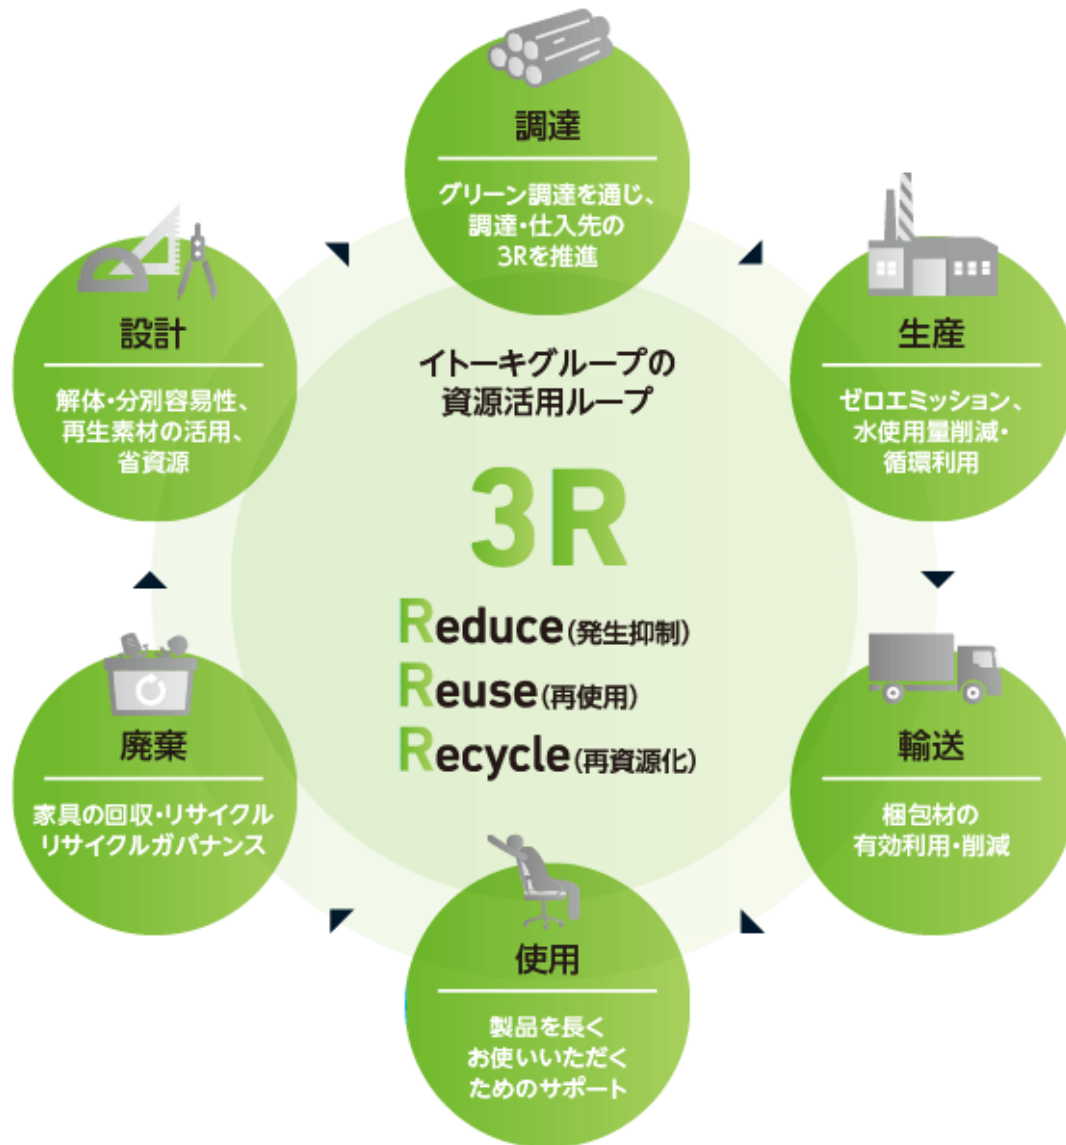 調達
グリーン調達を通じ、
調達・仕入先の
3Rを推進
生産
ゼロエミッション、
水使用量削減・
循環利用
輸送
梱包材の
有効利用・削減
使用
製品を長く
お使いいただく
ためのサポート
廃棄
家具の回収・リサイクル
リサイクルガバナンス
設計
解体・分別容易性、
再生素材の活用、
省資源
イトーキグループの
資源活用ループ
3R
Reduce(発生抑制)
Reuse(再使用)
Recycle(再資源化)